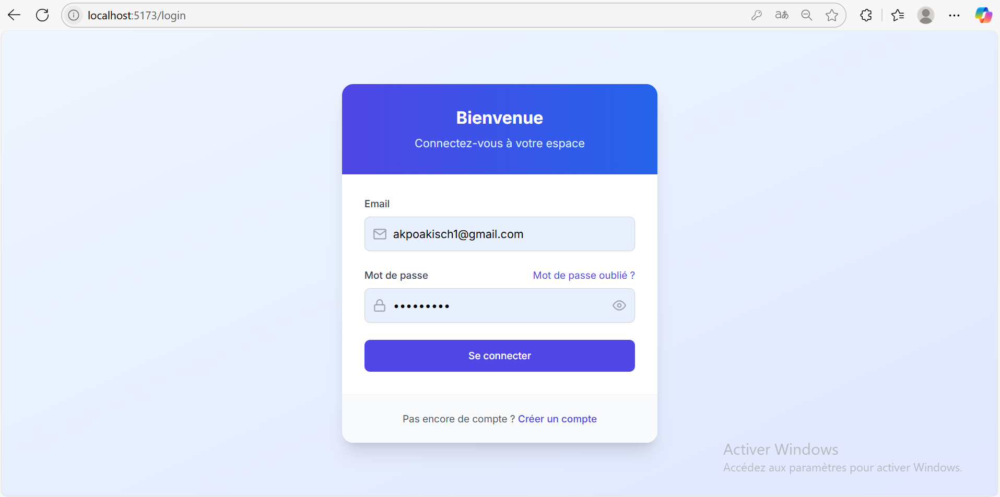 localhost:5173/login
Bienvenue
Connectez-vous à votre espace
Email
akpoakisch1@gmail.com
Mot de passe Mot de passe oublié ?
•••••••••
Se connecter
Pas encore de compte ? Créer un compte
Activer Windows
Accédez aux paramètres pour activer Windows.